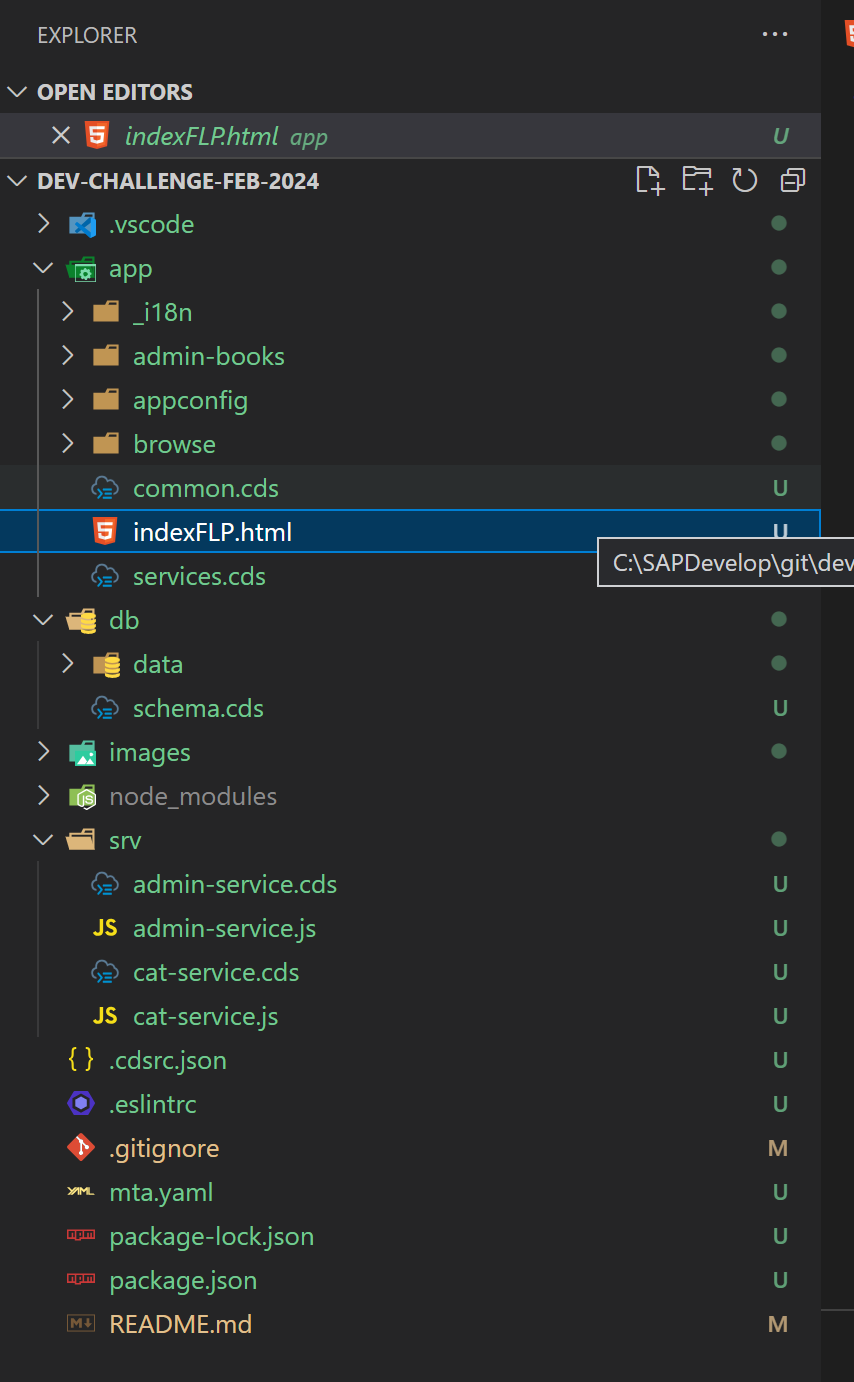 EXPLORER
OPEN EDITORS
indexFLP.html app U
DEV-CHALLENGE-FEB-2024
.vscode
app
_i18n
admin-books
appconfig
browse
common.cds U
indexFLP.html U
C:\SAPDevelop\git\dev
services.cds
db
data
schema.cds U
images
node_modules
srv
admin-service.cds U
JS admin-service.js U
cat-service.cds U
JS cat-service.js U
{ } .cdsrc.json U
.eslintrc U
.gitignore M
YAML mta.yaml U
npm package-lock.json U
npm package.json U
M README.md M